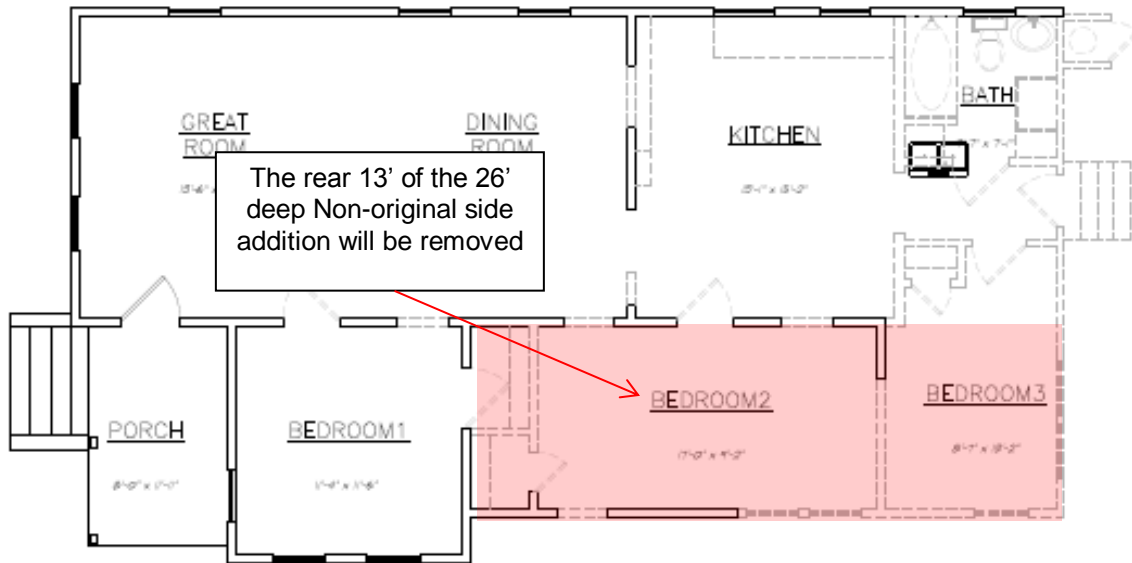 GREAT
ROOM
DINING
ROOM
KITCHEN
BATH
The rear 13’ of the 26’
deep Non-original side
addition will be removed
PORCH
BEDROOM1
BEDROOM2
BEDROOM3